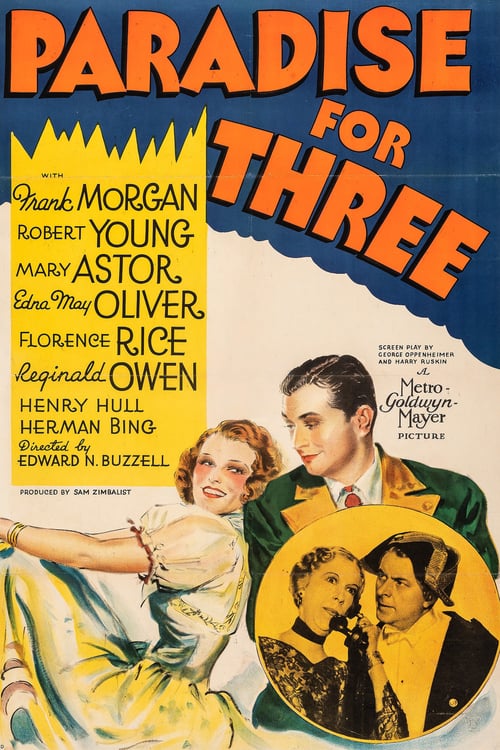 PARADISE
FOR
THREE
WITH
Frank MORGAN
ROBERT YOUNG
MARY ASTOR
Edna May OLIVER
FLORENCE RICE
Reginald OWEN
HENRY HULL
HERMAN BING
Directed by
EDWARD N. BUZZELL
PRODUCED BY SAM ZIMBALIST
SCREEN PLAY BY
GEORGE OPPENHEIMER
AND HARRY RUSKIN
A
Metro-
Goldwyn-
Mayer
PICTURE